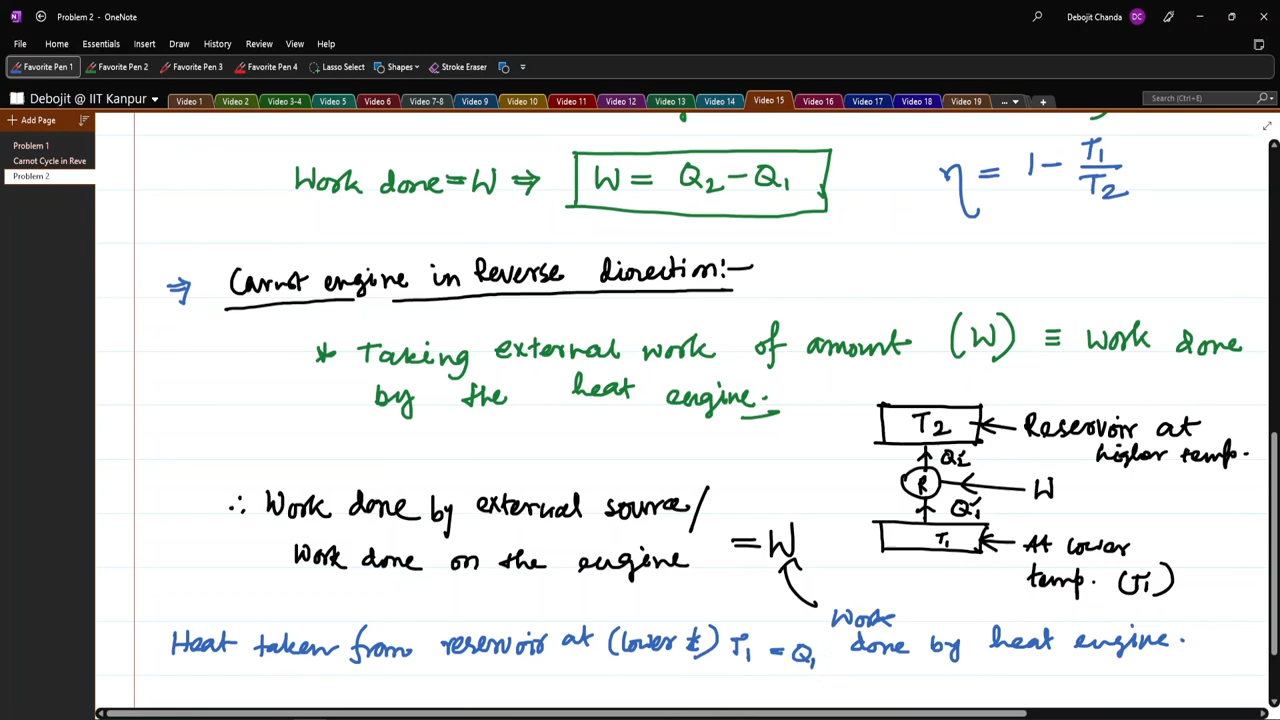 Problem 2 - OneNote
Debojit Chanda DC
File Home Essentials Insert Draw History Review View Help
Favorite Pen 1 Favorite Pen 2 Favorite Pen 3 Favorite Pen 4 Lasso Select Shapes Stroke Eraser
Debojit @ IIT Kanpur Video 1 Video 2 Video 3-4 Video 5 Video 6 Video 7-8 Video 9 Video 10 Video 11 Video 12 Video 13 Video 14 Video 15 Video 16 Video 17 Video 18 Video 19 ... + Search (Ctrl+E)
+ Add Page
Problem 1
Carnot Cycle in Reve
Problem 2
Work done = W ⇒ W = Q₂ - Q₁
η = 1 - T₁/T₂
⇒ Carnot engine in Reverse direction:-
* Taking external work of amount (W) ≡ work done
by the heat engine.
T₂ ← Reservoir at
higher temp.
Q₂'
R ← W
Q₁'
T₁ ← At lower
temp. (T₁)
∴ Work done by external source/
Work done on the engine = W
Work
done by heat engine.
Heat taken from reservoir at (lower t) T₁ = Q₁